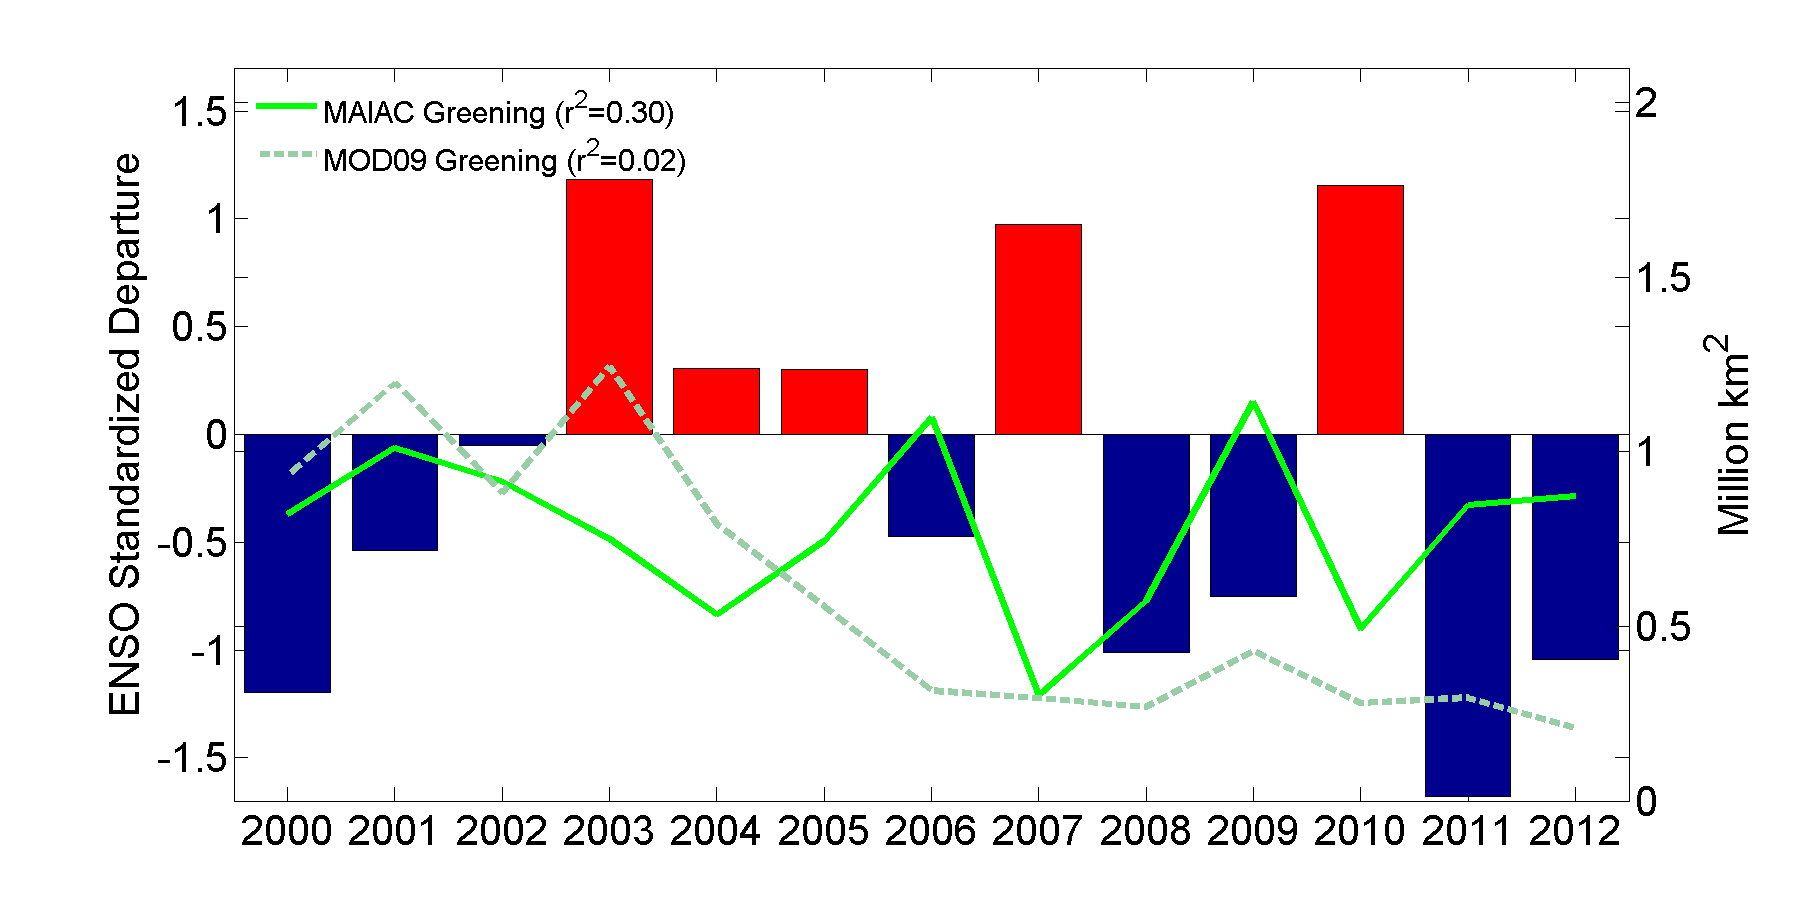 MAIAC Greening (r²=0.30)
MOD09 Greening (r²=0.02)
ENSO Standardized Departure
1.5
1
0.5
0
-0.5
-1
-1.5
2
1.5
1
0.5
0
Million km²
2000 2001 2002 2003 2004 2005 2006 2007 2008 2009 2010 2011 2012